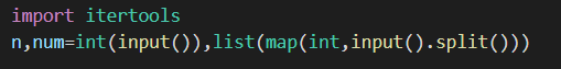 import itertools
n,num=int(input()),list(map(int,input().split()))